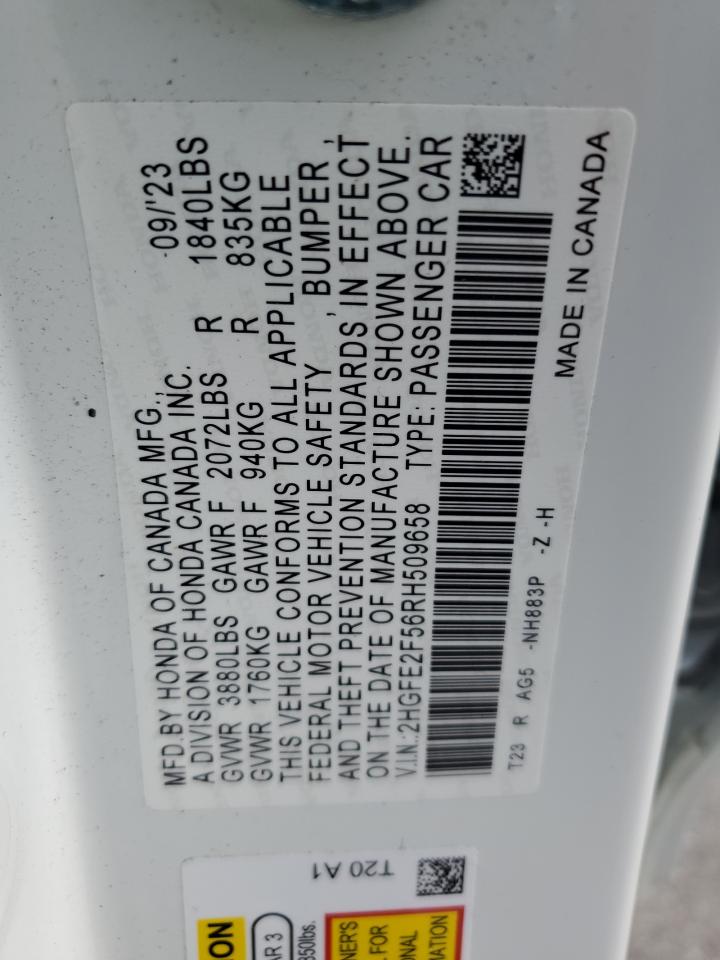 MFD.BY HONDA OF CANADA MFG., 09/'23
A DIVISION OF HONDA CANADA INC.
GVWR 3880LBS GAWR F 2072LBS R 1840LBS
GVWR 1760KG GAWR F 940KG R 835KG
THIS VEHICLE CONFORMS TO ALL APPLICABLE
FEDERAL MOTOR VEHICLE SAFETY , BUMPER ,
AND THEFT PREVENTION STANDARDS IN EFFECT
ON THE DATE OF MANUFACTURE SHOWN ABOVE.
V.I.N.:2HGFE2F56RH509658 TYPE: PASSENGER CAR
T23 R AG5 -NH883P -Z -H
MADE IN CANADA
T20 A1